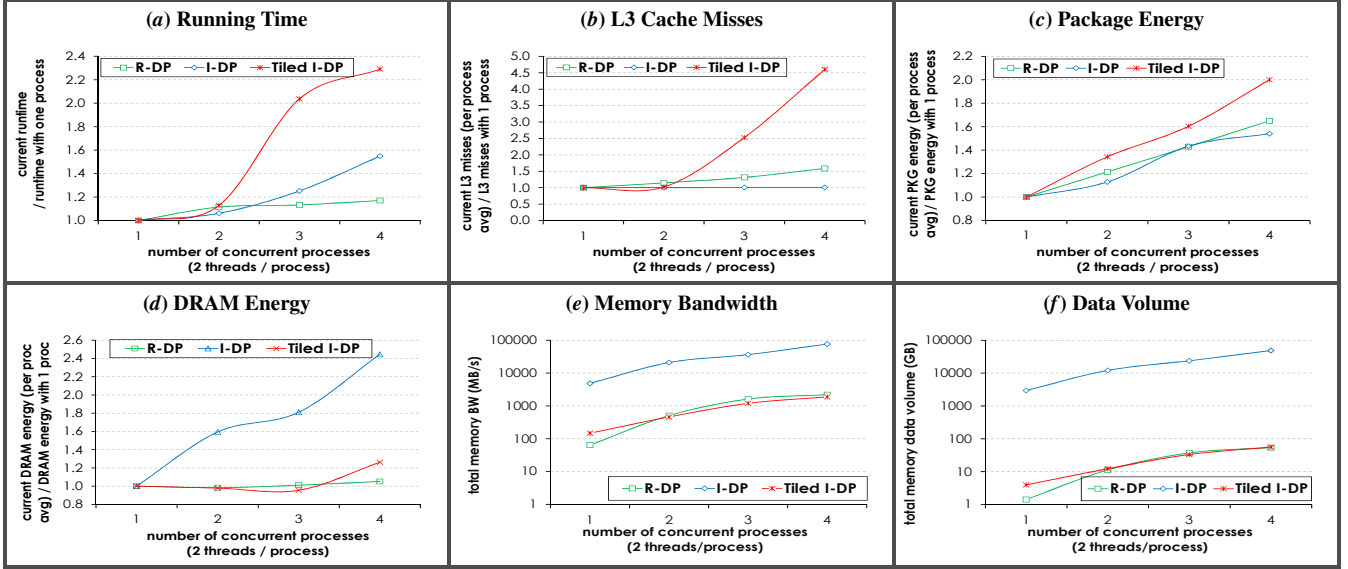 (a) Running Time
current runtime
/ runtime with one process
2.4
2.2
2.0
1.8
1.6
1.4
1.2
1.0
R-DP I-DP Tiled I-DP
1 2 3 4
number of concurrent processes
(2 threads / process)
(b) L3 Cache Misses
current L3 misses (per process
avg) / L3 misses with 1 process
5.0
4.5
4.0
3.5
3.0
2.5
2.0
1.5
1.0
0.5
0.0
R-DP I-DP Tiled I-DP
1 2 3 4
number of concurrent processes
(2 threads / process)
(c) Package Energy
current PKG energy (per process
avg) / PKG energy with 1 process
2.2
2.0
1.8
1.6
1.4
1.2
1.0
0.8
R-DP I-DP Tiled I-DP
1 2 3 4
number of concurrent processes
(2 threads / process)
(d) DRAM Energy
current DRAM energy (per proc
avg) / DRAM energy with 1 proc
2.6
2.4
2.2
2.0
1.8
1.6
1.4
1.2
1.0
0.8
R-DP I-DP Tiled I-DP
1 2 3 4
number of concurrent processes
(2 threads / process)
(e) Memory Bandwidth
total memory BW (MB/s)
100000
10000
1000
100
10
1
R-DP I-DP Tiled I-DP
1 2 3 4
number of concurrent processes
(2 threads/process)
(f) Data Volume
total memory data volume (GB)
100000
10000
1000
100
10
1
R-DP I-DP Tiled I-DP
1 2 3 4
number of concurrent processes
(2 threads/process)